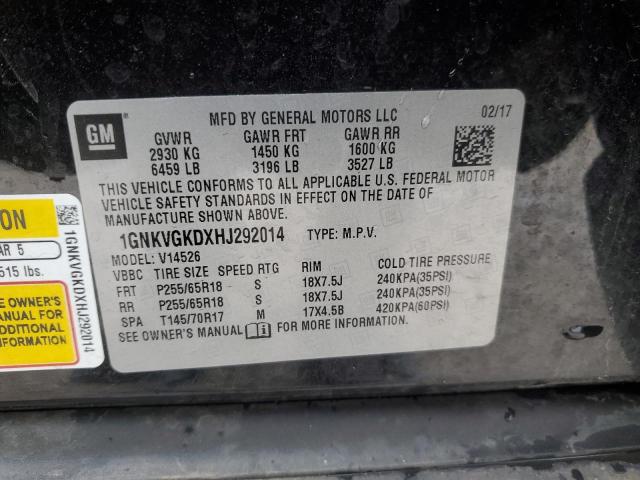 GM
MFD BY GENERAL MOTORS LLC 02/17
GVWR GAWR FRT GAWR RR
2930 KG 1450 KG 1600 KG
6459 LB 3196 LB 3527 LB
THIS VEHICLE CONFORMS TO ALL APPLICABLE U.S. FEDERAL MOTOR
VEHICLE SAFETY STANDARDS IN EFFECT ON THE DATE OF
MANUFACTURE SHOWN ABOVE.
1GNKVGKDXHJ292014 TYPE: M.P.V.
MODEL: V14526
VBBC TIRE SIZE SPEED RTG RIM COLD TIRE PRESSURE
FRT P255/65R18 S 18X7.5J 240KPA(35PSI)
RR P255/65R18 S 18X7.5J 240KPA(35PSI)
SPA T145/70R17 M 17X4.5B 420KPA(60PSI)
SEE OWNER'S MANUAL FOR MORE INFORMATION.
ION
AR 5
515 lbs.
E OWNER'S
NUAL FOR
DDITIONAL
FORMATION
1GNKVGKDXHJ292014